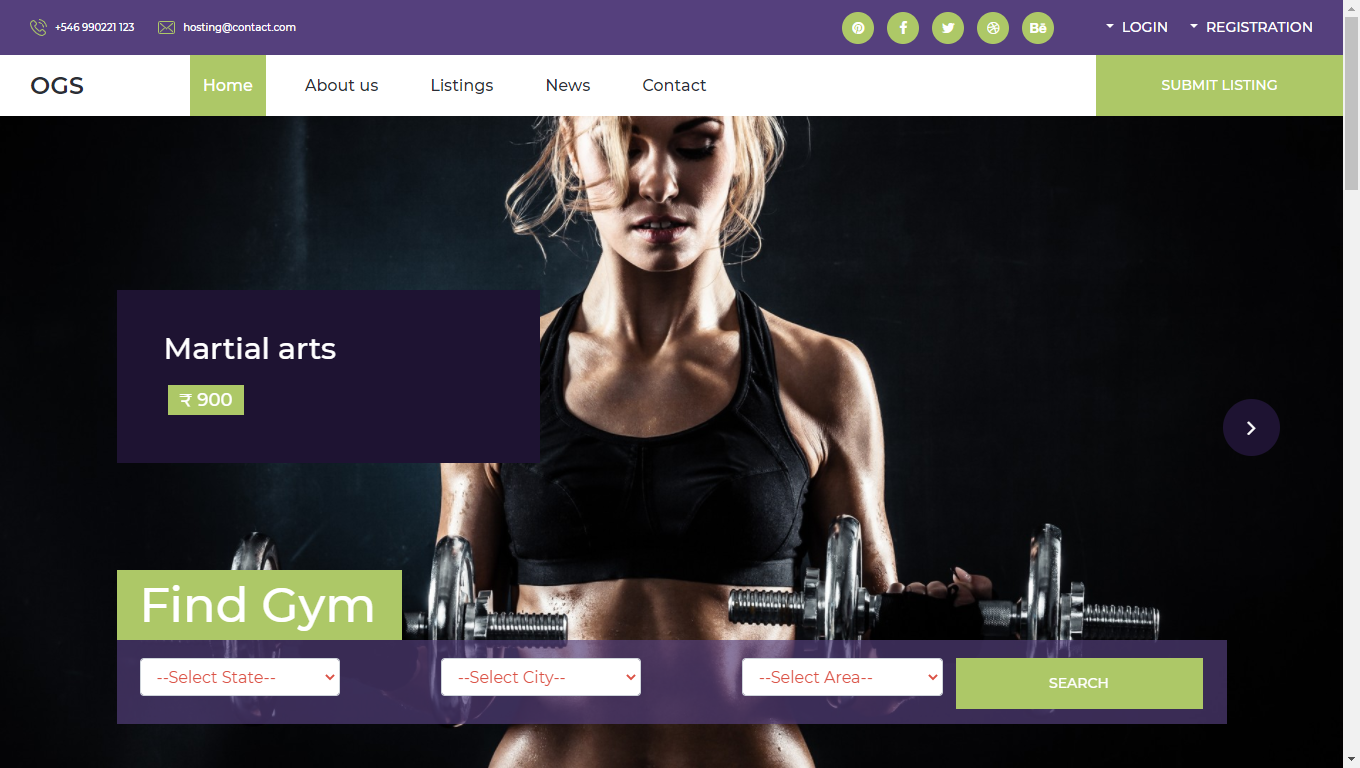 +546 990221 123
hosting@contact.com
LOGIN
REGISTRATION
OGS
Home
About us
Listings
News
Contact
SUBMIT LISTING
Martial arts
₹ 900
Find Gym
--Select State--
--Select City--
--Select Area--
SEARCH